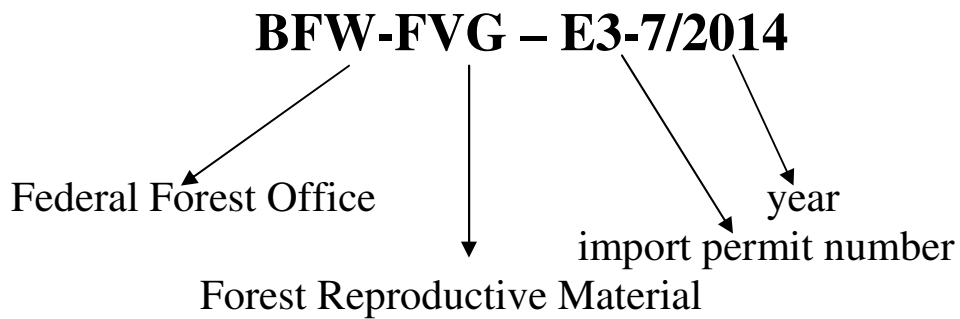 BFW-FVG – E3-7/2014
Federal Forest Office
year
import permit number
Forest Reproductive Material